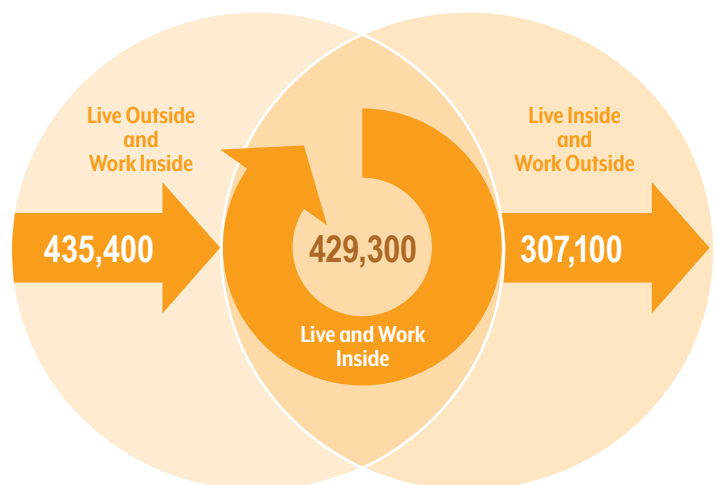 Live Outside
and
Work Inside
435,400
429,300
Live and Work
Inside
Live Inside
and
Work Outside
307,100